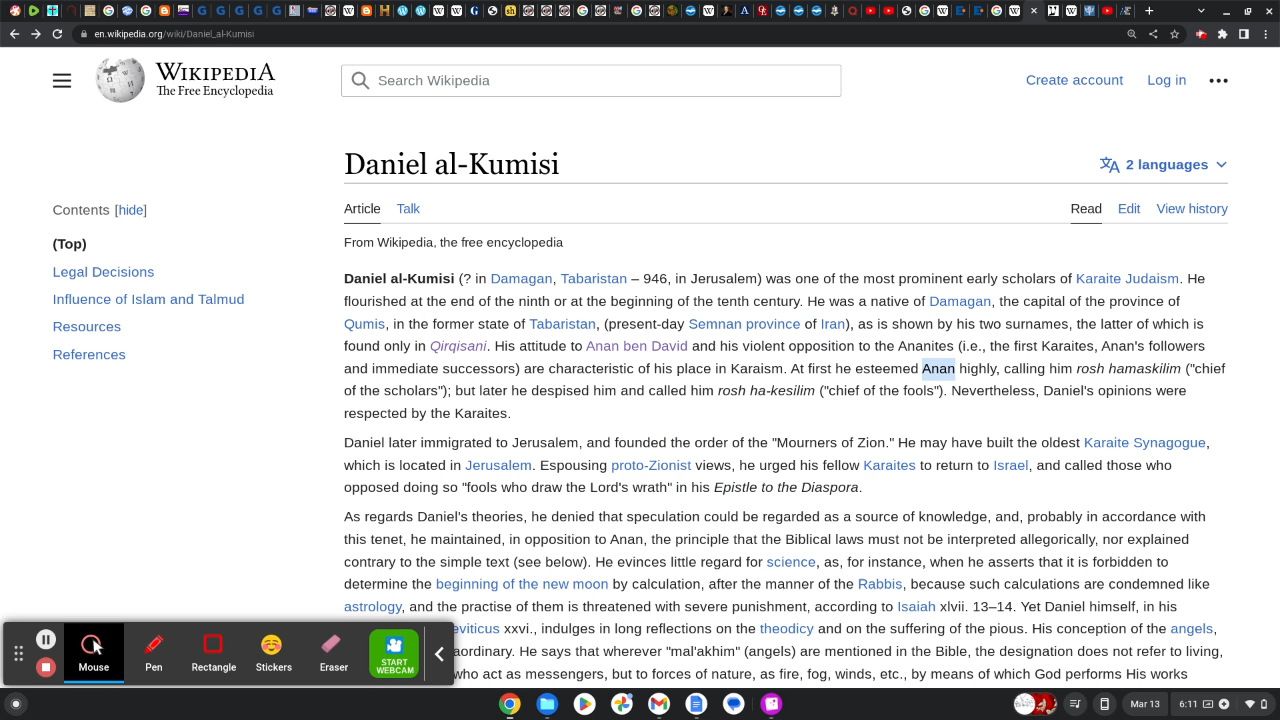 en.wikipedia.org/wiki/Daniel_al-Kumisi
WIKIPEDIA
The Free Encyclopedia
Search Wikipedia
Create account
Log in
Daniel al-Kumisi
2 languages
Contents [hide]
(Top)
Legal Decisions
Influence of Islam and Talmud
Resources
References
Article
Talk
Read
Edit
View history
From Wikipedia, the free encyclopedia
Daniel al-Kumisi (? in Damagan, Tabaristan – 946, in Jerusalem) was one of the most prominent early scholars of Karaite Judaism. He
flourished at the end of the ninth or at the beginning of the tenth century. He was a native of Damagan, the capital of the province of
Qumis, in the former state of Tabaristan, (present-day Semnan province of Iran), as is shown by his two surnames, the latter of which is
found only in Qirqisani. His attitude to Anan ben David and his violent opposition to the Ananites (i.e., the first Karaites, Anan's followers
and immediate successors) are characteristic of his place in Karaism. At first he esteemed Anan highly, calling him rosh hamaskilim ("chief
of the scholars"); but later he despised him and called him rosh ha-kesilim ("chief of the fools"). Nevertheless, Daniel's opinions were
respected by the Karaites.
Daniel later immigrated to Jerusalem, and founded the order of the "Mourners of Zion." He may have built the oldest Karaite Synagogue,
which is located in Jerusalem. Espousing proto-Zionist views, he urged his fellow Karaites to return to Israel, and called those who
opposed doing so "fools who draw the Lord's wrath" in his Epistle to the Diaspora.
As regards Daniel's theories, he denied that speculation could be regarded as a source of knowledge, and, probably in accordance with
this tenet, he maintained, in opposition to Anan, the principle that the Biblical laws must not be interpreted allegorically, nor explained
contrary to the simple text (see below). He evinces little regard for science, as, for instance, when he asserts that it is forbidden to
determine the beginning of the new moon by calculation, after the manner of the Rabbis, because such calculations are condemned like
astrology, and the practise of them is threatened with severe punishment, according to Isaiah xlvii. 13–14. Yet Daniel himself, in his
eviticus xxvi., indulges in long reflections on the theodicy and on the suffering of the pious. His conception of the angels,
aordinary. He says that wherever "mal'akhim" (angels) are mentioned in the Bible, the designation does not refer to living,
who act as messengers, but to forces of nature, as fire, fog, winds, etc., by means of which God performs His works
Mouse
Pen
Rectangle
Stickers
Eraser
START
WEBCAM
Mar 13
6:11